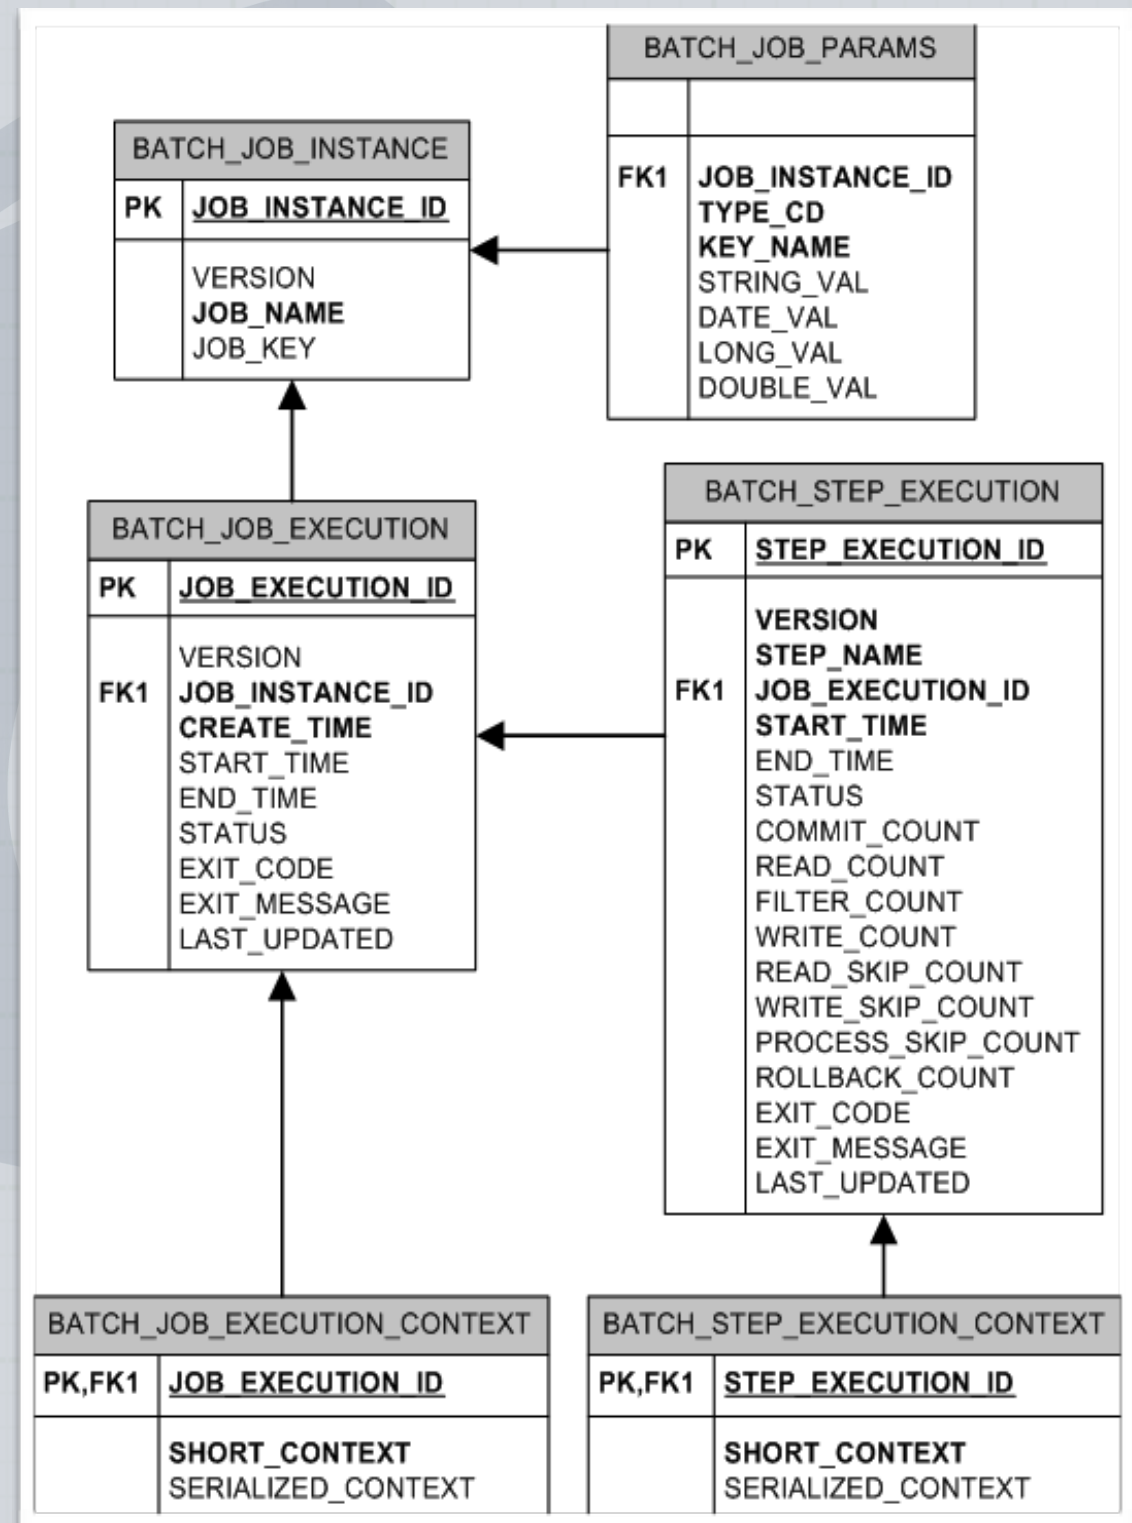 BATCH_JOB_PARAMS
FK1 JOB_INSTANCE_ID
TYPE_CD
KEY_NAME
STRING_VAL
DATE_VAL
LONG_VAL
DOUBLE_VAL
BATCH_JOB_INSTANCE
PK JOB_INSTANCE_ID
VERSION
JOB_NAME
JOB_KEY
BATCH_JOB_EXECUTION
PK JOB_EXECUTION_ID
VERSION
FK1 JOB_INSTANCE_ID
CREATE_TIME
START_TIME
END_TIME
STATUS
EXIT_CODE
EXIT_MESSAGE
LAST_UPDATED
BATCH_STEP_EXECUTION
PK STEP_EXECUTION_ID
VERSION
STEP_NAME
FK1 JOB_EXECUTION_ID
START_TIME
END_TIME
STATUS
COMMIT_COUNT
READ_COUNT
FILTER_COUNT
WRITE_COUNT
READ_SKIP_COUNT
WRITE_SKIP_COUNT
PROCESS_SKIP_COUNT
ROLLBACK_COUNT
EXIT_CODE
EXIT_MESSAGE
LAST_UPDATED
BATCH_JOB_EXECUTION_CONTEXT
PK,FK1 JOB_EXECUTION_ID
SHORT_CONTEXT
SERIALIZED_CONTEXT
BATCH_STEP_EXECUTION_CONTEXT
PK,FK1 STEP_EXECUTION_ID
SHORT_CONTEXT
SERIALIZED_CONTEXT